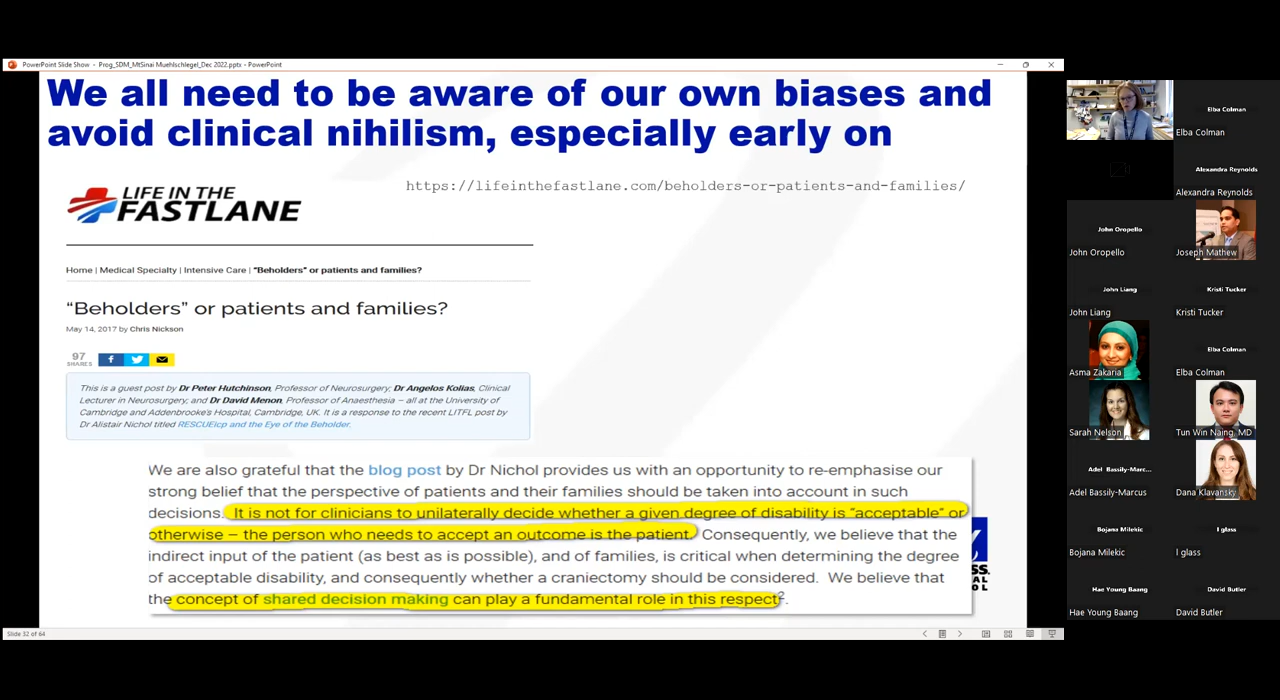 PowerPoint Slide Show - Prog_SDM_MtSinai Muehlschlegel_Dec 2022.pptx - PowerPoint
We all need to be aware of our own biases and
avoid clinical nihilism, especially early on
https://lifeinthefastlane.com/beholders-or-patients-and-families/
LIFE IN THE
FASTLANE
Home | Medical Specialty | Intensive Care | "Beholders" or patients and families?
“Beholders” or patients and families?
May 14, 2017 by Chris Nickson
97
SHARES
This is a guest post by Dr Peter Hutchinson, Professor of Neurosurgery; Dr Angelos Kolias, Clinical
Lecturer in Neurosurgery; and Dr David Menon, Professor of Anaesthesia – all at the University of
Cambridge and Addenbrooke's Hospital, Cambridge, UK. It is a response to the recent LITFL post by
Dr Alistair Nichol titled RESCUEicp and the Eye of the Beholder.
We are also grateful that the blog post by Dr Nichol provides us with an opportunity to re-emphasise our
strong belief that the perspective of patients and their families should be taken into account in such
decisions. It is not for clinicians to unilaterally decide whether a given degree of disability is “acceptable” or
otherwise – the person who needs to accept an outcome is the patient. Consequently, we believe that the
indirect input of the patient (as best as is possible), and of families, is critical when determining the degree
of acceptable disability, and consequently whether a craniectomy should be considered. We believe that
the concept of shared decision making can play a fundamental role in this respect2.
Slide 32 of 64
Elba Colman
Elba Colman
Alexandra Reynolds
Alexandra Reynolds
John Oropello
John Oropello
Joseph Mathew
John Liang
John Liang
Kristi Tucker
Kristi Tucker
Asma Zakaria
Elba Colman
Elba Colman
Sarah Nelson
Tun Win Naing, MD
Adel Bassily-Marc...
Adel Bassily-Marcus
Dana Klavansky
Bojana Milekic
Bojana Milekic
l glass
l glass
Hae Young Baang
Hae Young Baang
David Butler
David Butler